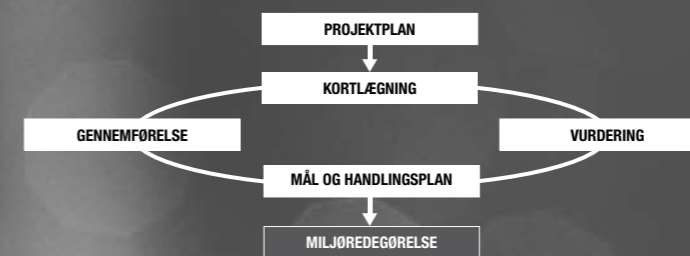 PROJEKTPLAN
KORTLÆGNING
GENNEMFØRELSE
VURDERING
MÅL OG HANDLINGSPLAN
MILJØREDEGØRELSE